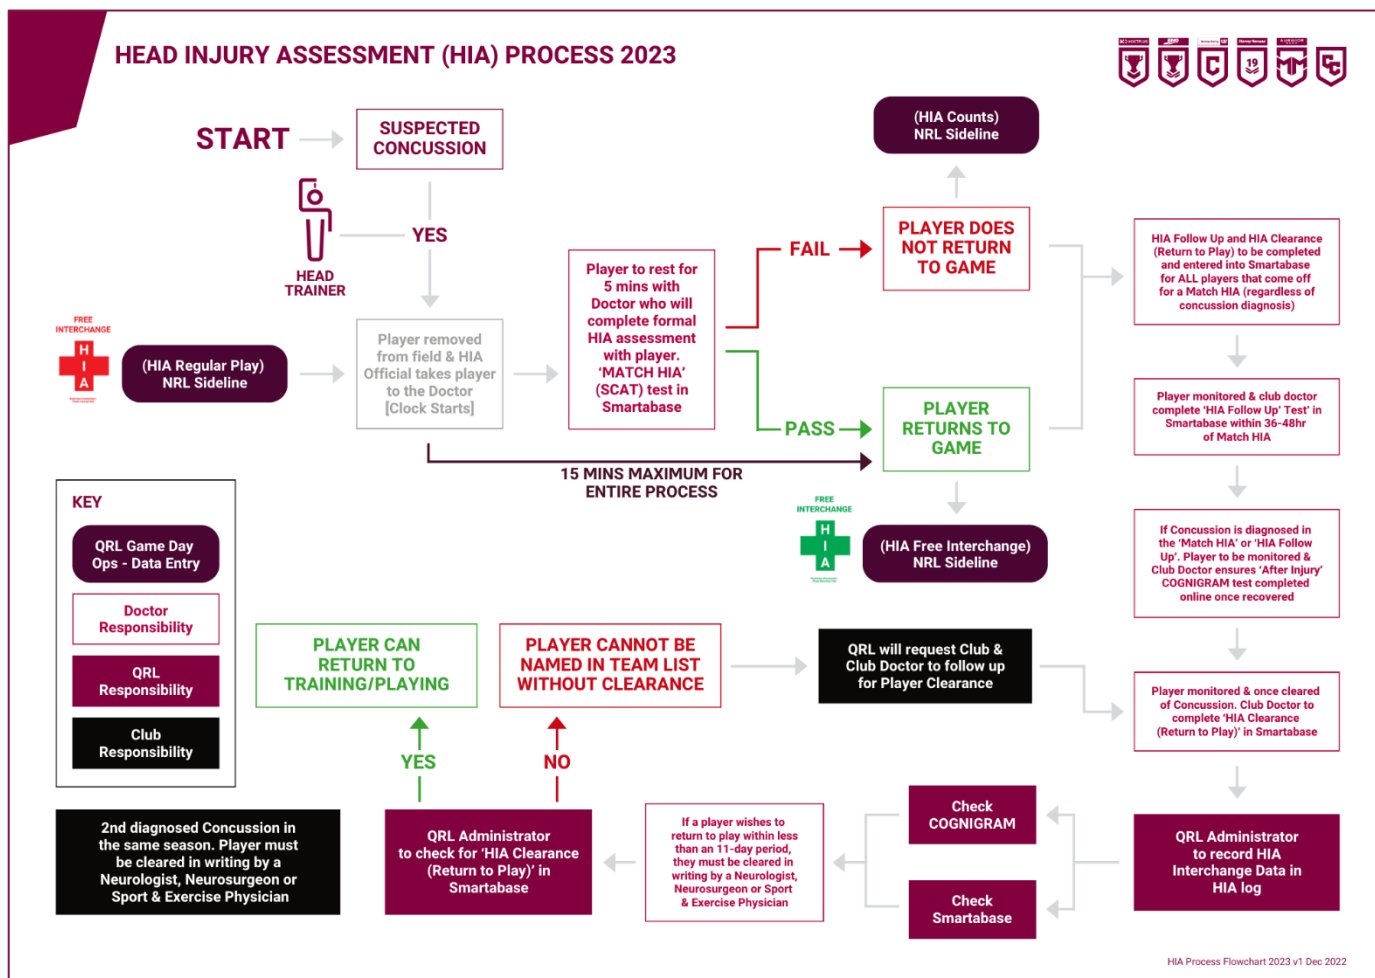 HEAD INJURY ASSESSMENT (HIA) PROCESS 2023
C
19
CC
START
SUSPECTED
CONCUSSION
YES
HEAD
TRAINER
FREE
INTERCHANGE
H
I
A
(HIA Regular Play)
NRL Sideline
Player removed
from field & HIA
Official takes player
to the Doctor
[Clock Starts]
Player to rest for
5 mins with
Doctor who will
complete formal
HIA assessment
with player.
‘MATCH HIA’
(SCAT) test in
Smartabase
FAIL
PASS
15 MINS MAXIMUM FOR
ENTIRE PROCESS
(HIA Counts)
NRL Sideline
PLAYER DOES
NOT RETURN
TO GAME
PLAYER
RETURNS TO
GAME
FREE
INTERCHANGE
H
I
A
(HIA Free Interchange)
NRL Sideline
HIA Follow Up and HIA Clearance
(Return to Play) to be completed
and entered into Smartabase
for ALL players that come off
for a Match HIA (regardless of
concussion diagnosis)
Player monitored & club doctor
complete ‘HIA Follow Up’ Test’ in
Smartabase within 36-48hr
of Match HIA
If Concussion is diagnosed in
the ‘Match HIA’ or ‘HIA Follow
Up’. Player to be monitored &
Club Doctor ensures ‘After Injury’
COGNIGRAM test completed
online once recovered
Player monitored & once cleared
of Concussion. Club Doctor to
complete ‘HIA Clearance
(Return to Play)’ in Smartabase
QRL Administrator
to record HIA
Interchange Data in
HIA log
Check
COGNIGRAM
Check
Smartabase
If a player wishes to
return to play within less
than an 11-day period,
they must be cleared in
writing by a Neurologist,
Neurosurgeon or Sport
& Exercise Physician
QRL Administrator
to check for ‘HIA Clearance
(Return to Play)’ in
Smartabase
YES
NO
PLAYER CAN
RETURN TO
TRAINING/PLAYING
PLAYER CANNOT BE
NAMED IN TEAM LIST
WITHOUT CLEARANCE
QRL will request Club &
Club Doctor to follow up
for Player Clearance
KEY
QRL Game Day
Ops - Data Entry
Doctor
Responsibility
QRL
Responsibility
Club
Responsibility
2nd diagnosed Concussion in
the same season. Player must
be cleared in writing by a
Neurologist, Neurosurgeon or
Sport & Exercise Physician
HIA Process Flowchart 2023 v1 Dec 2022